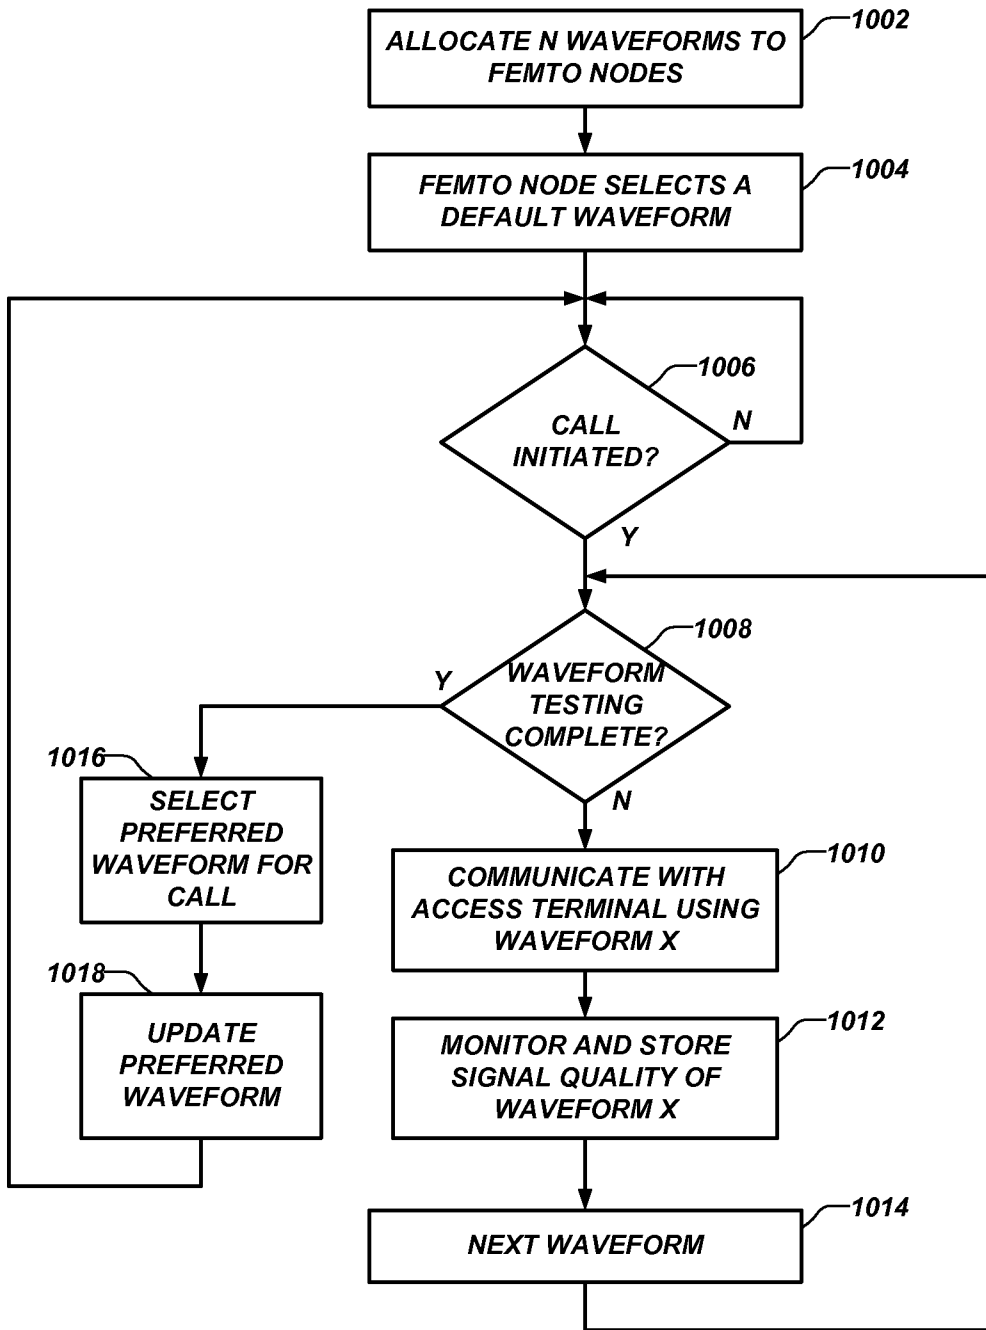 1002
ALLOCATE N WAVEFORMS TO
FEMTO NODES
1004
FEMTO NODE SELECTS A
DEFAULT WAVEFORM
1006
CALL
INITIATED?
N
Y
1008
WAVEFORM
TESTING
COMPLETE?
Y
N
1016
SELECT
PREFERRED
WAVEFORM FOR
CALL
1010
COMMUNICATE WITH
ACCESS TERMINAL USING
WAVEFORM X
1018
UPDATE
PREFERRED
WAVEFORM
1012
MONITOR AND STORE
SIGNAL QUALITY OF
WAVEFORM X
1014
NEXT WAVEFORM